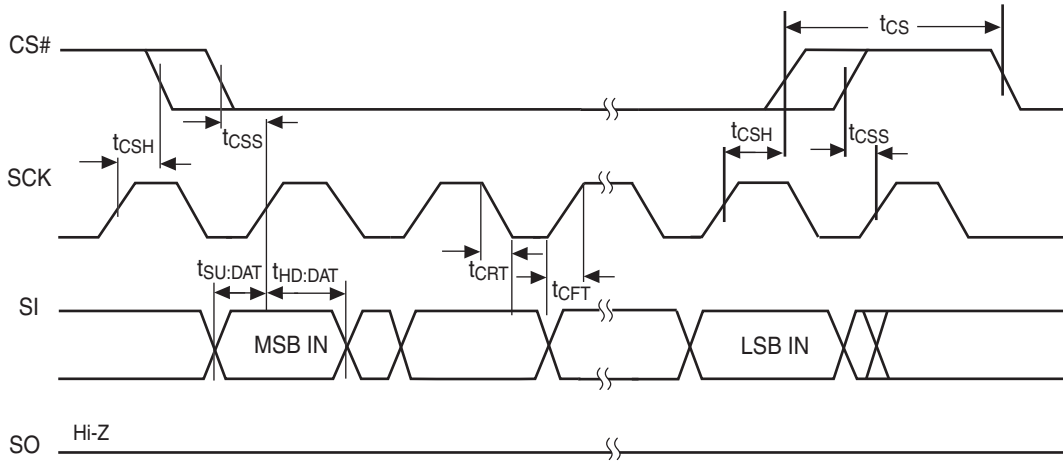 CS#
tCS
tCSH
tCSS
tCSH
tCSS
SCK
tSU:DAT
tHD:DAT
tCRT
tCFT
SI
MSB IN
LSB IN
SO
Hi-Z